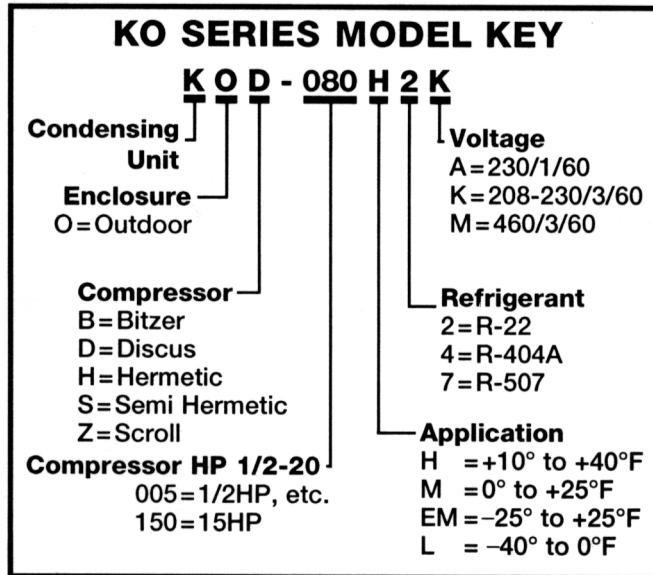 KO SERIES MODEL KEY
K O D - 080 H 2 K
Condensing Unit
Enclosure
O=Outdoor
Compressor
B=Bitzer
D=Discus
H=Hermetic
S=Semi Hermetic
Z=Scroll
Compressor HP 1/2-20
005=1/2HP, etc.
150=15HP
Voltage
A=230/1/60
K=208-230/3/60
M=460/3/60
Refrigerant
2=R-22
4=R-404A
7=R-507
Application
H =+10° to +40°F
M =0° to +25°F
EM =–25° to +25°F
L = –40° to 0°F